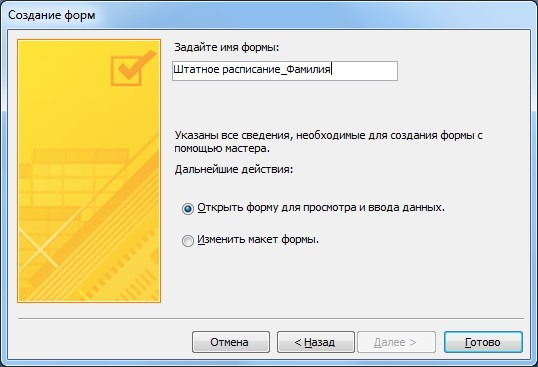 Создание форм
Задайте имя формы:
Штатное расписание_Фамилия
Указаны все сведения, необходимые для создания формы с
помощью мастера.
Дальнейшие действия:
Открыть форму для просмотра и ввода данных.
Изменить макет формы.
Отмена
< Назад
Далее >
Готово